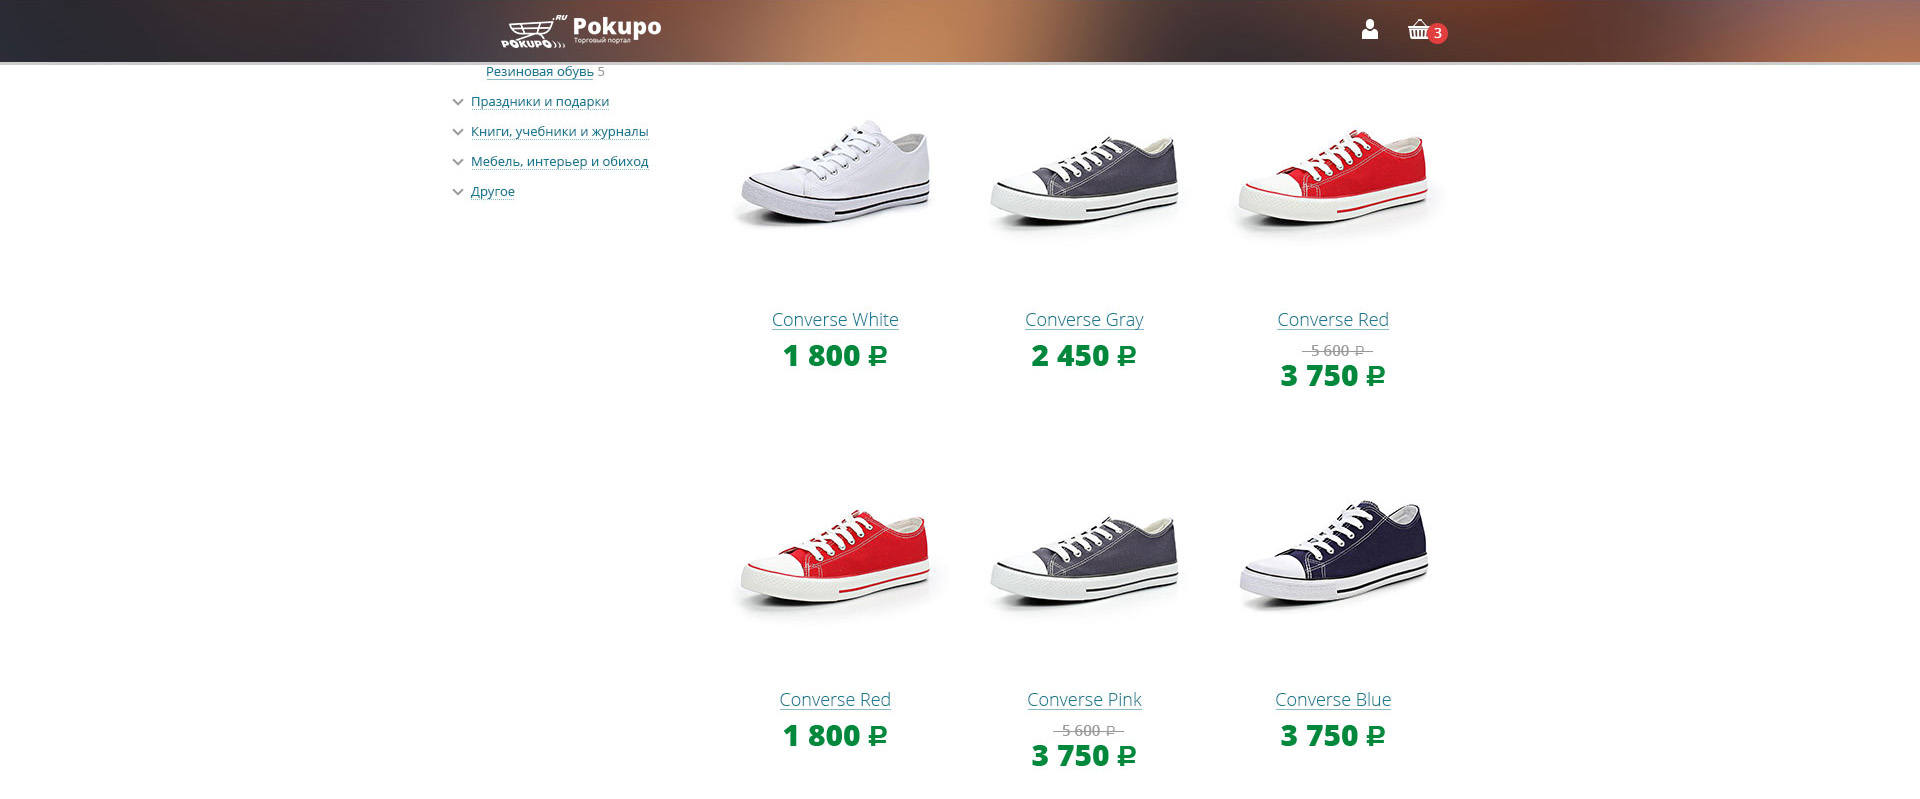 .RU
POKUPO
Pokupo
Торговый портал
3
Резиновая обувь 5
Праздники и подарки
Книги, учебники и журналы
Мебель, интерьер и обиход
Другое
Converse White
1 800 ₽
Converse Gray
2 450 ₽
Converse Red
5 600 ₽
3 750 ₽
Converse Red
1 800 ₽
Converse Pink
5 600 ₽
3 750 ₽
Converse Blue
3 750 ₽